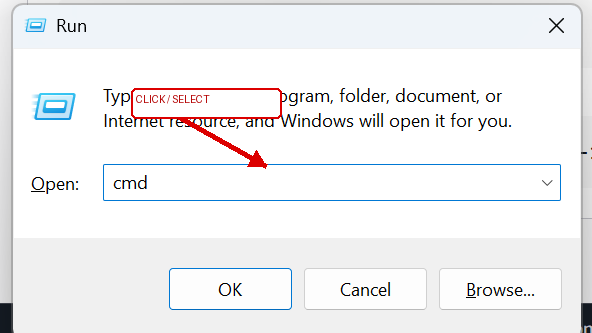 Run
Typ
CLICK / SELECT
ogram, folder, document, or
Internet resource, and Windows will open it for you.
Open:
cmd
OK
Cancel
Browse...